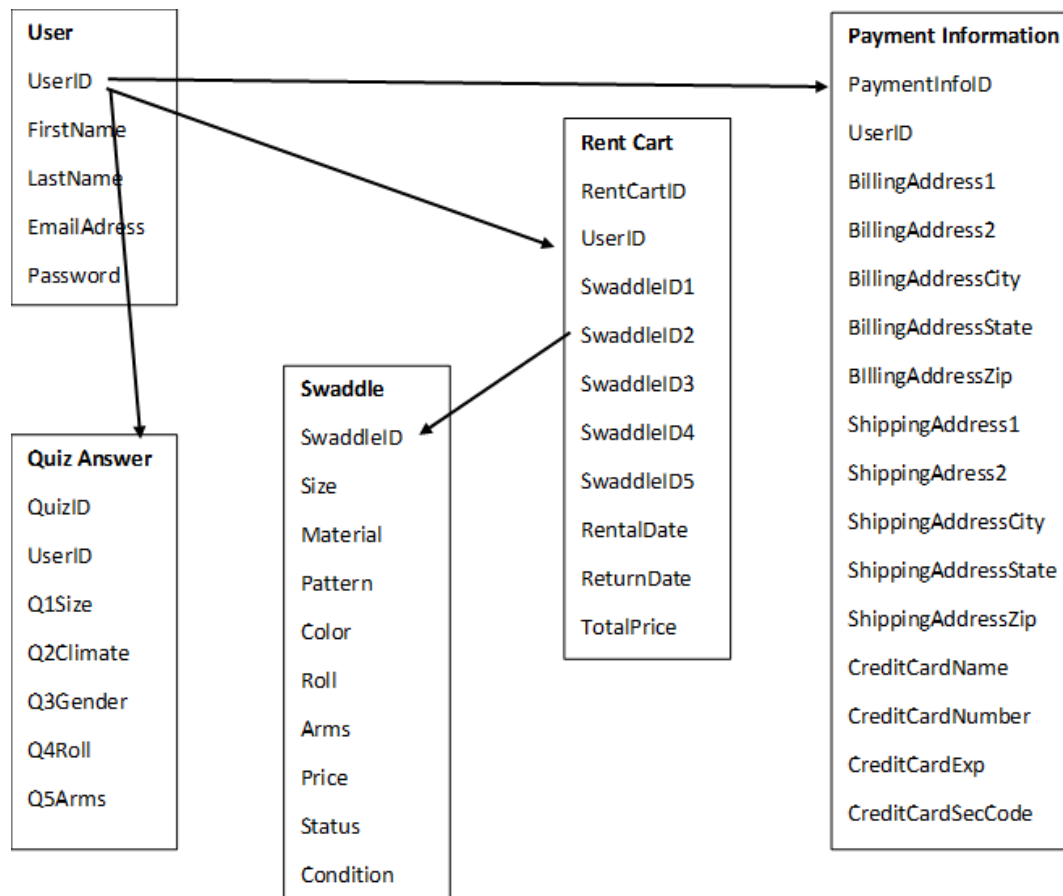 User
UserID
FirstName
LastName
EmailAdress
Password
Quiz Answer
QuizID
UserID
Q1Size
Q2Climate
Q3Gender
Q4Roll
Q5Arms
Swaddle
SwaddleID
Size
Material
Pattern
Color
Roll
Arms
Price
Status
Condition
Rent Cart
RentCartID
UserID
SwaddleID1
SwaddleID2
SwaddleID3
SwaddleID4
SwaddleID5
RentalDate
ReturnDate
TotalPrice
Payment Information
PaymentInfoID
UserID
BillingAddress1
BillingAddress2
BillingAddressCity
BillingAddressState
BIllingAddressZip
ShippingAddress1
ShippingAdress2
ShippingAddressCity
ShippingAddressState
ShippingAddressZip
CreditCardName
CreditCardNumber
CreditCardExp
CreditCardSecCode